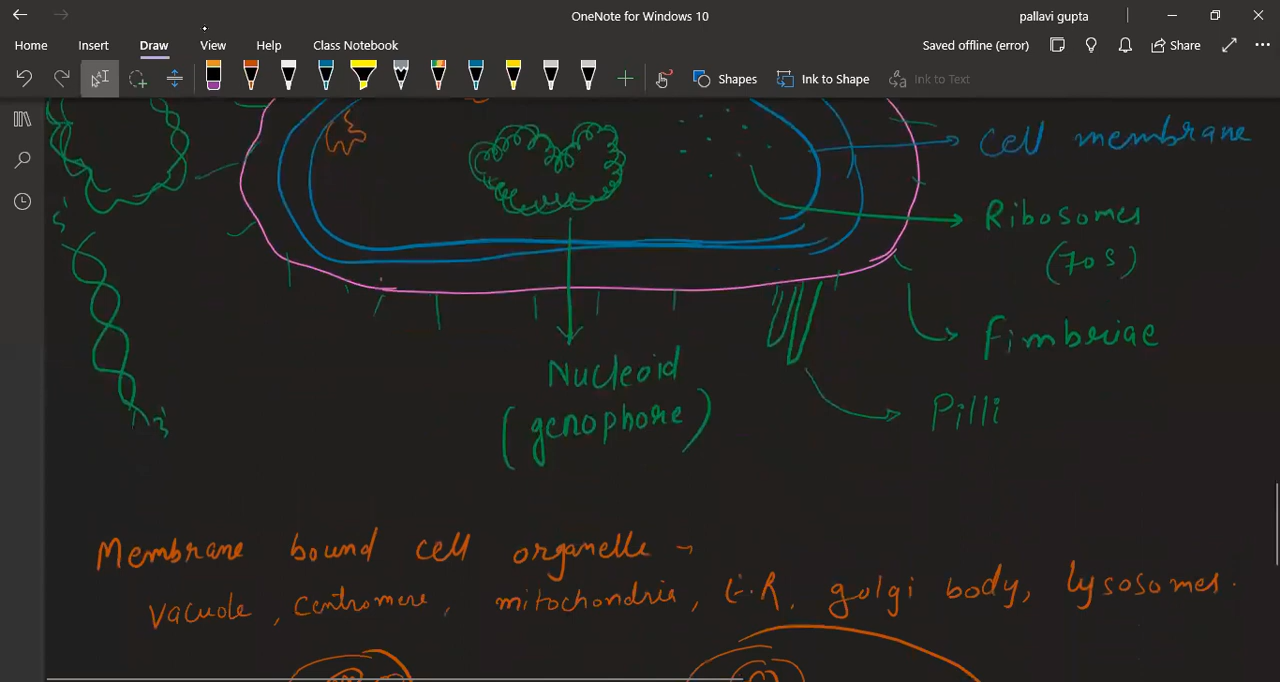 OneNote for Windows 10
pallavi gupta
Home Insert Draw View Help Class Notebook
Saved offline (error) Share
Shapes Ink to Shape Ink to Text
Cell membrane
Ribosomes
(70S)
Fimbriae
Pilli
Nucleoid
(genophore)
5'
3'
Membrane bound cell organelle -
Vacuole, Centromere, mitochondria, E.R, golgi body, lysosomes.